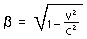 β = √(1 - v²/c²)